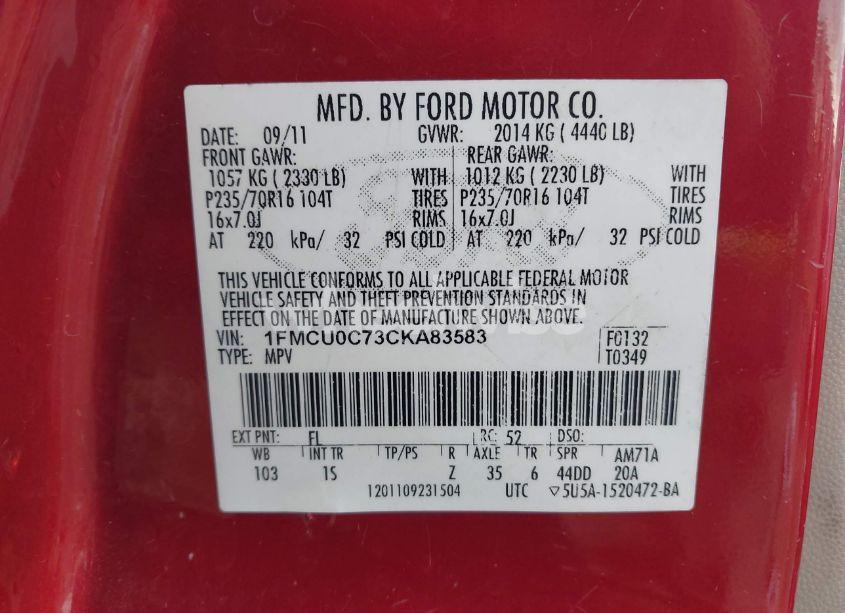 MFD. BY FORD MOTOR CO.
DATE: 09/11 GVWR: 2014 KG ( 4440 LB)
FRONT GAWR: REAR GAWR:
1057 KG ( 2330 LB) WITH 1012 KG ( 2230 LB) WITH
P235/70R16 104T TIRES P235/70R16 104T TIRES
16x7.0J RIMS 16x7.0J RIMS
AT 220 kPa/ 32 PSI COLD AT 220 kPa/ 32 PSI COLD
THIS VEHICLE CONFORMS TO ALL APPLICABLE FEDERAL MOTOR
VEHICLE SAFETY AND THEFT PREVENTION STANDARDS IN
EFFECT ON THE DATE OF MANUFACTURE SHOWN ABOVE.
VIN: 1FMCU0C73CKA83583 F0132
TYPE: MPV T0349
EXT PNT: FL RC: 52 DSO:
WB INT TR TP/PS R AXLE TR SPR AM71A
103 1S Z 35 6 44DD 20A
1201109231504 UTC ▽5U5A-1520472-BA